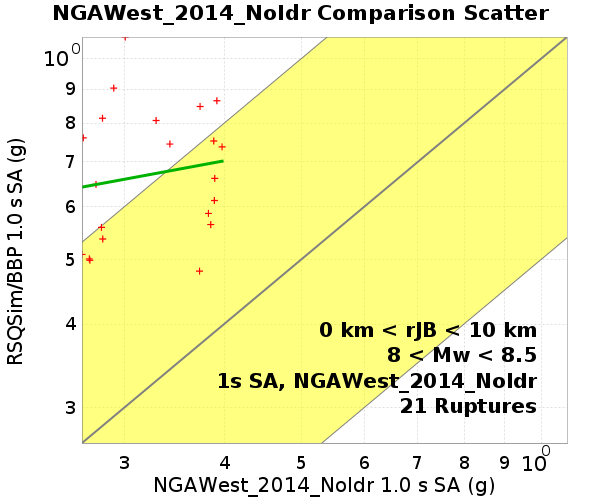 NGAWest_2014_NoIdr Comparison Scatter
RSQSim/BBP 1.0 s SA (g)
10^0
9
8
7
6
5
4
3
0 km < rJB < 10 km
8 < Mw < 8.5
1s SA, NGAWest_2014_NoIdr
21 Ruptures
3 4 5 6 7 8 9 10^0
NGAWest_2014_NoIdr 1.0 s SA (g)